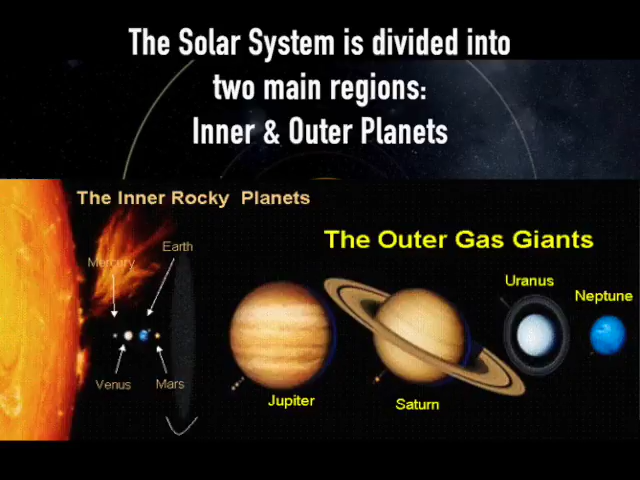 The Solar System is divided into
two main regions:
Inner & Outer Planets
The Inner Rocky Planets
The Outer Gas Giants
Earth
Mercury
Uranus
Neptune
Venus
Mars
Jupiter
Saturn